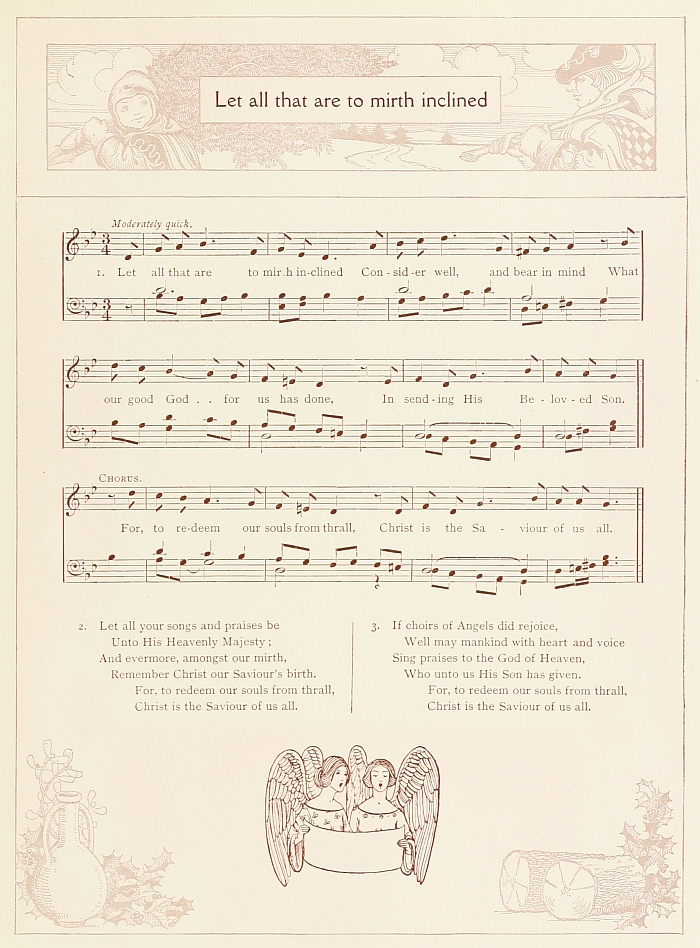 Let all that are to mirth inclined
Moderately quick.
1. Let all that are to mir.h in-clined Con - sid - er well, and bear in mind What
our good God . . for us has done, In send - ing His Be - lov - ed Son.
CHORUS.
For, to re-deem our souls from thrall, Christ is the Sa - viour of us all.
2. Let all your songs and praises be
Unto His Heavenly Majesty ;
And evermore, amongst our mirth,
Remember Christ our Saviour's birth.
For, to redeem our souls from thrall,
Christ is the Saviour of us all.
3. If choirs of Angels did rejoice,
Well may mankind with heart and voice
Sing praises to the God of Heaven,
Who unto us His Son has given.
For, to redeem our souls from thrall,
Christ is the Saviour of us all.